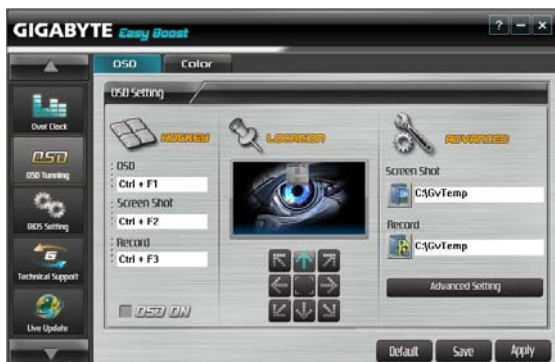 GIGABYTE Easy Boost
? - ×
OSD Color
OSD Setting
HOTKEY
LOCATION
ADVANCED
OSD
Ctrl + F1
Screen Shot
Ctrl + F2
Record
Ctrl + F3
OSD ON
Screen Shot
C:\GvTemp
Record
C:\GvTemp
Advanced Setting
Over Clock
OSD
OSD Tunning
BIOS Setting
Technical Support
Live Update
Default Save Apply